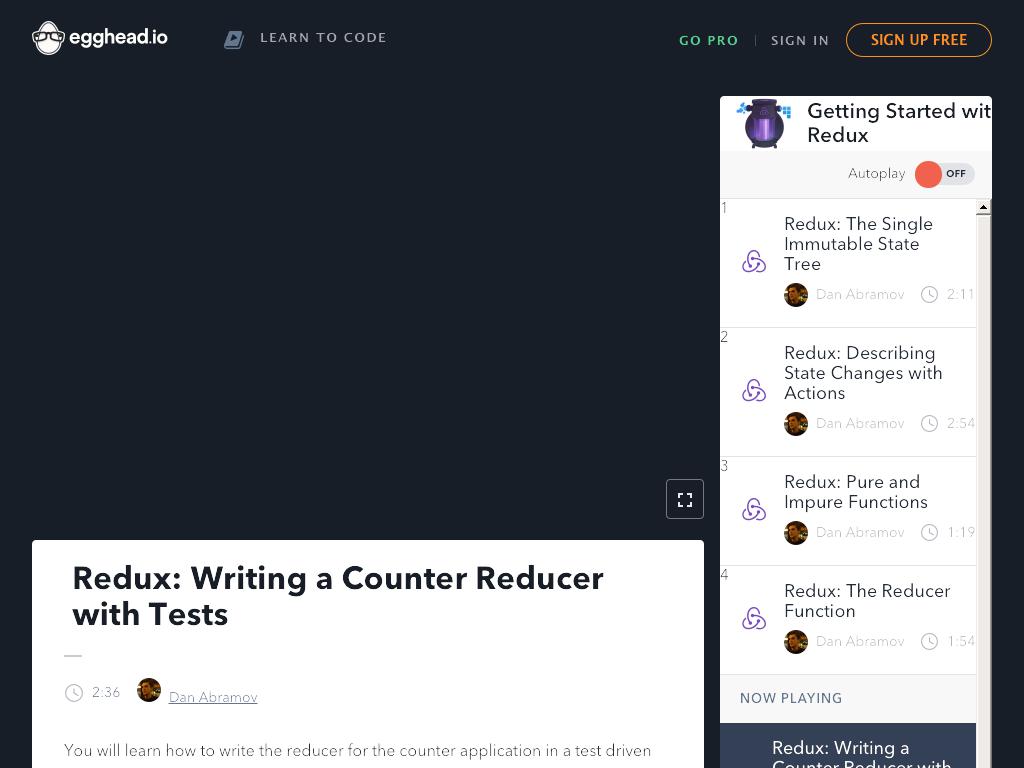 egghead.io
LEARN TO CODE
GO PRO
SIGN IN
SIGN UP FREE
Getting Started wit
Redux
Autoplay
OFF
1
Redux: The Single
Immutable State
Tree
Dan Abramov
2:11
2
Redux: Describing
State Changes with
Actions
Dan Abramov
2:54
3
Redux: Pure and
Impure Functions
Dan Abramov
1:19
4
Redux: The Reducer
Function
Dan Abramov
1:54
NOW PLAYING
Redux: Writing a
Counter Reducer with
Redux: Writing a Counter Reducer
with Tests
2:36
Dan Abramov
You will learn how to write the reducer for the counter application in a test driven